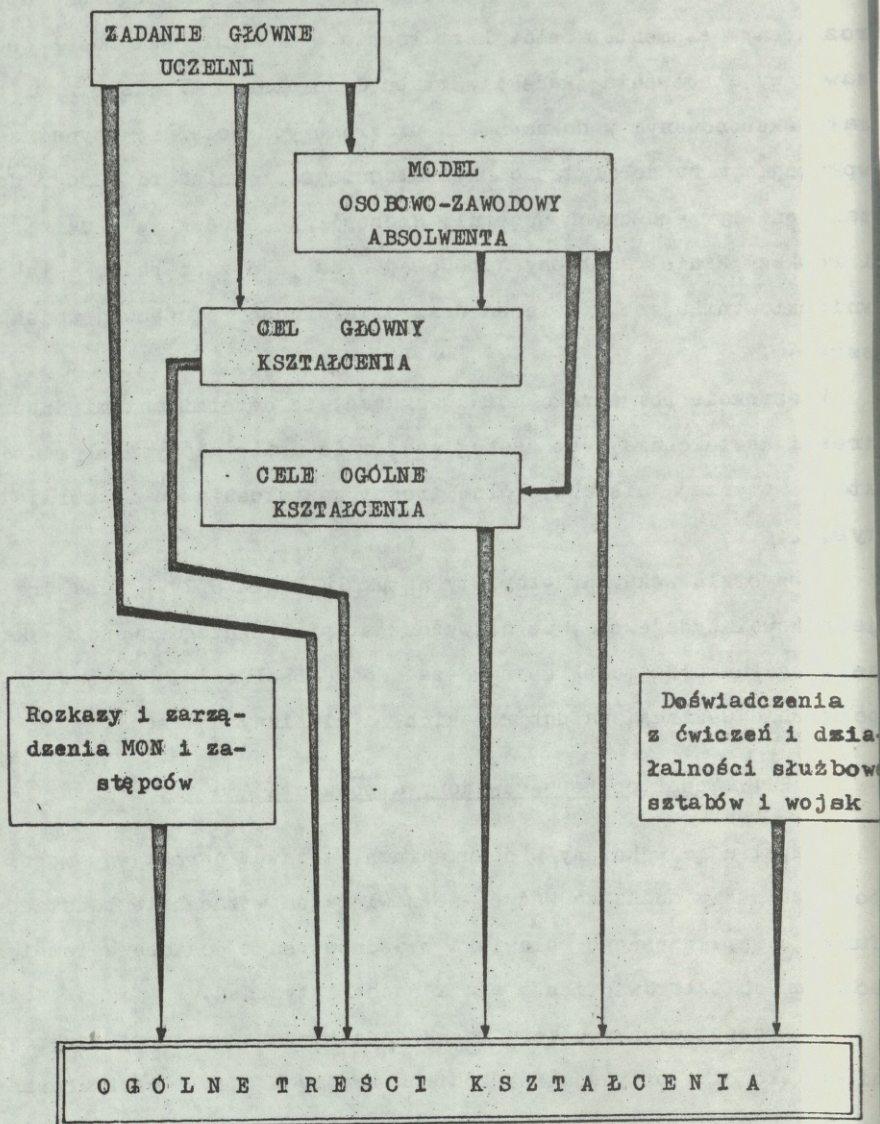 ZADANIE GŁÓWNE
UCZELNI
MODEL
OSOBOWO-ZAWODOWY
ABSOLWENTA
CEL GŁÓWNY
KSZTAŁCENIA
CELE OGÓLNE
KSZTAŁCENIA
Rozkazy i zarzą-
dzenia MON i za-
stępców
Doświadczenia
z ćwiczeń i dzia-
łalności służbowe
sztabów i wojsk
OGÓLNE TREŚCI KSZTAŁCENIA